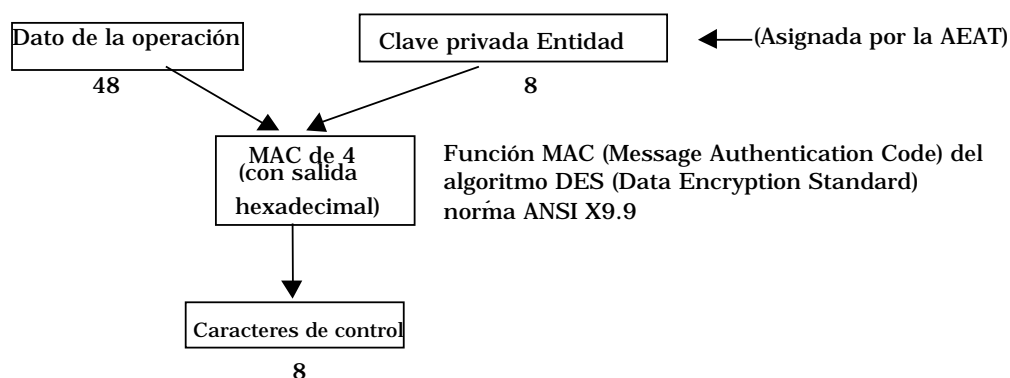 Dato de la operación
48
Clave privada Entidad
8
(Asignada por la AEAT)
MAC de 4
(con salida
hexadecimal)
Función MAC (Message Authentication Code) del
algoritmo DES (Data Encryption Standard)
norma ANSI X9.9
Caracteres de control
8